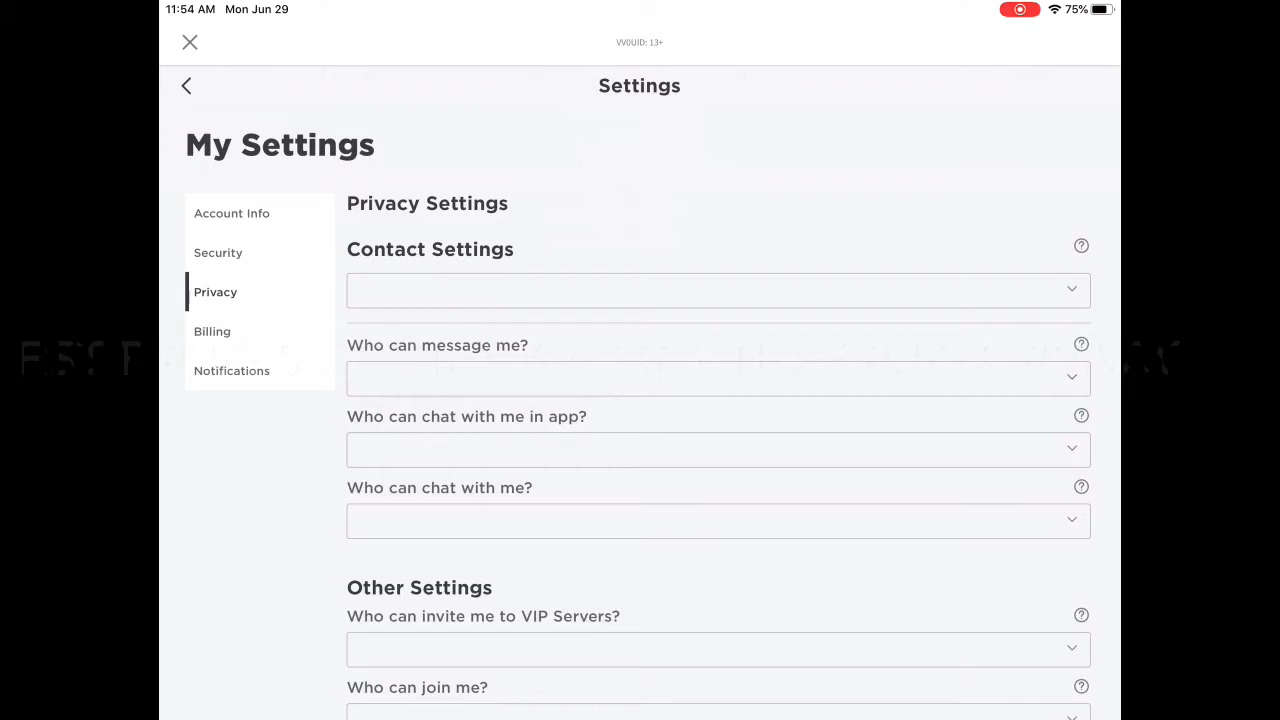 11:54 AM Mon Jun 29
75%
Settings
My Settings
Account Info
Security
Privacy
Billing
Notifications
Privacy Settings
Contact Settings
Who can message me?
Who can chat with me in app?
Who can chat with me?
Other Settings
Who can invite me to VIP Servers?
Who can join me?